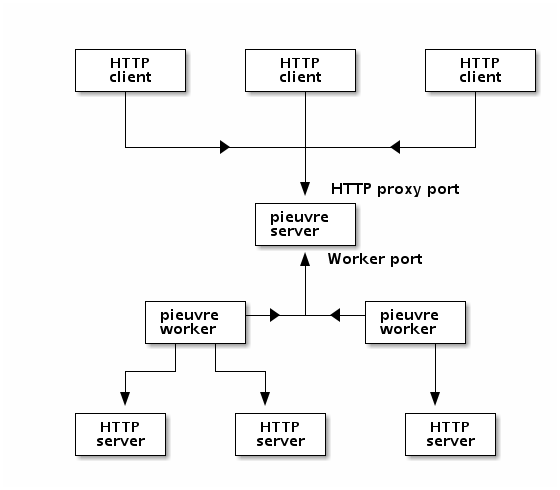 HTTP
client
HTTP
client
HTTP
client
HTTP proxy port
pieuvre
server
Worker port
pieuvre
worker
pieuvre
worker
HTTP
server
HTTP
server
HTTP
server